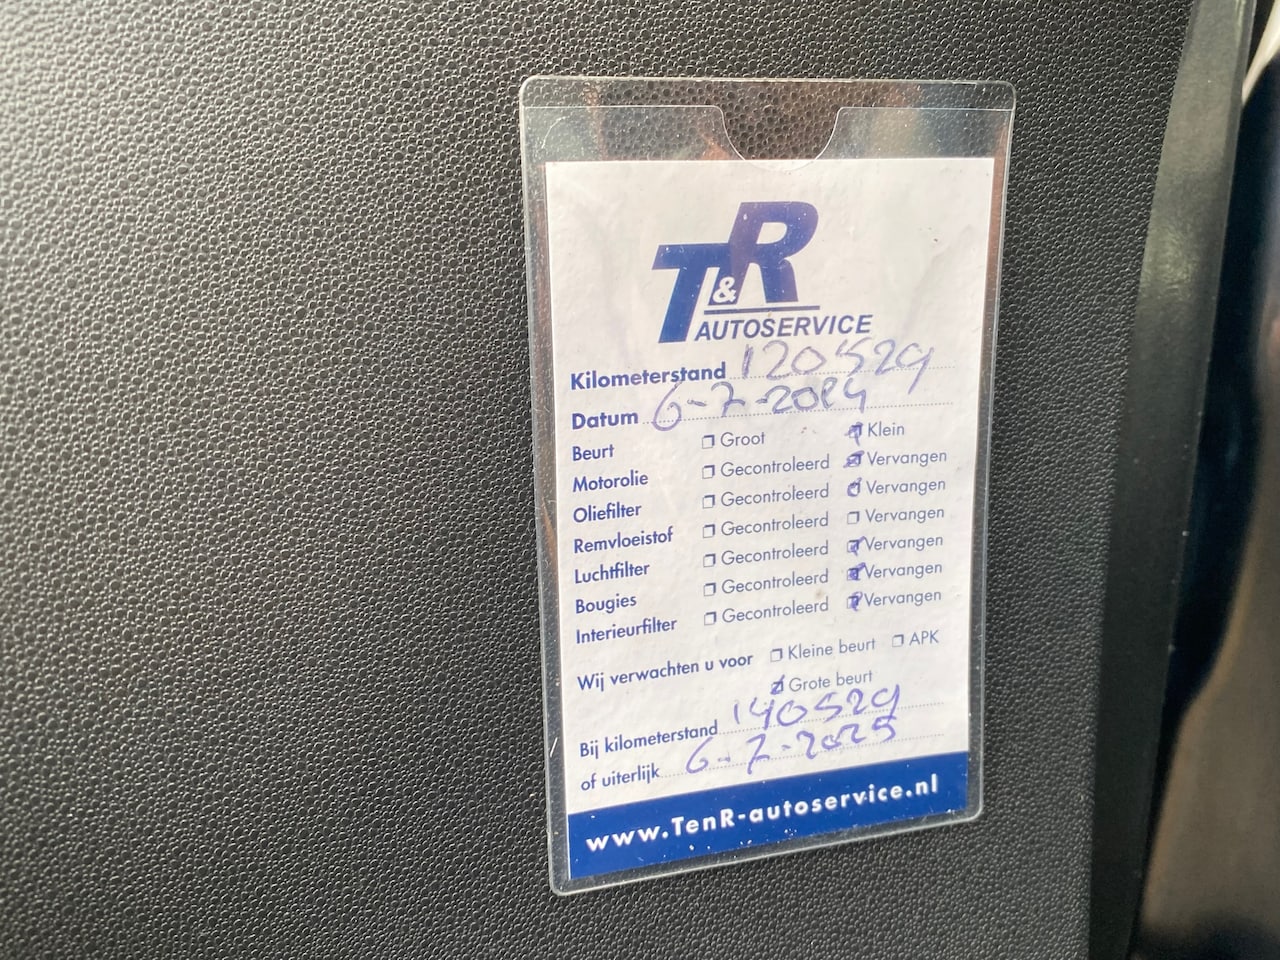 T&R
AUTOSERVICE
Kilometerstand 120529
Datum 6-7-2024
Beurt Groot Klein
Motorolie Gecontroleerd Vervangen
Oliefilter Gecontroleerd Vervangen
Remvloeistof Gecontroleerd Vervangen
Luchtfilter Gecontroleerd Vervangen
Bougies Gecontroleerd Vervangen
Interieurfilter Gecontroleerd Vervangen
Wij verwachten u voor Kleine beurt APK
Grote beurt
Bij kilometerstand 140529
of uiterlijk 6-7-2025
www.TenR-autoservice.nl